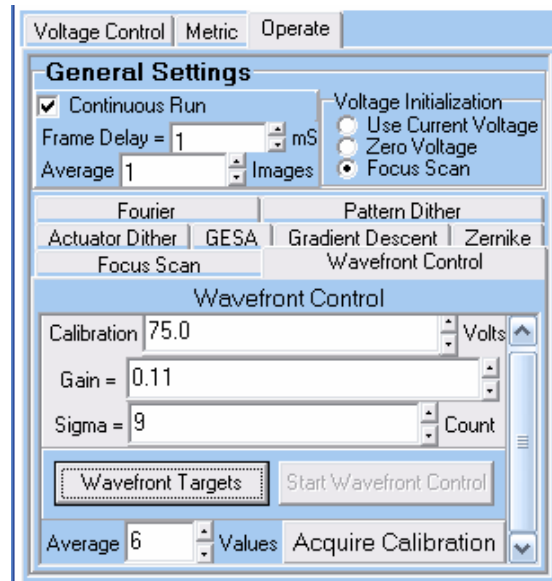 Voltage Control Metric Operate
General Settings
Continuous Run
Frame Delay = 1 mS
Average 1 Images
Voltage Initialization
Use Current Voltage
Zero Voltage
Focus Scan
Fourier Pattern Dither
Actuator Dither GESA Gradient Descent Zernike
Focus Scan Wavefront Control
Wavefront Control
Calibration 75.0 Volts
Gain = 0.11
Sigma = 9 Count
Wavefront Targets Start Wavefront Control
Average 6 Values Acquire Calibration